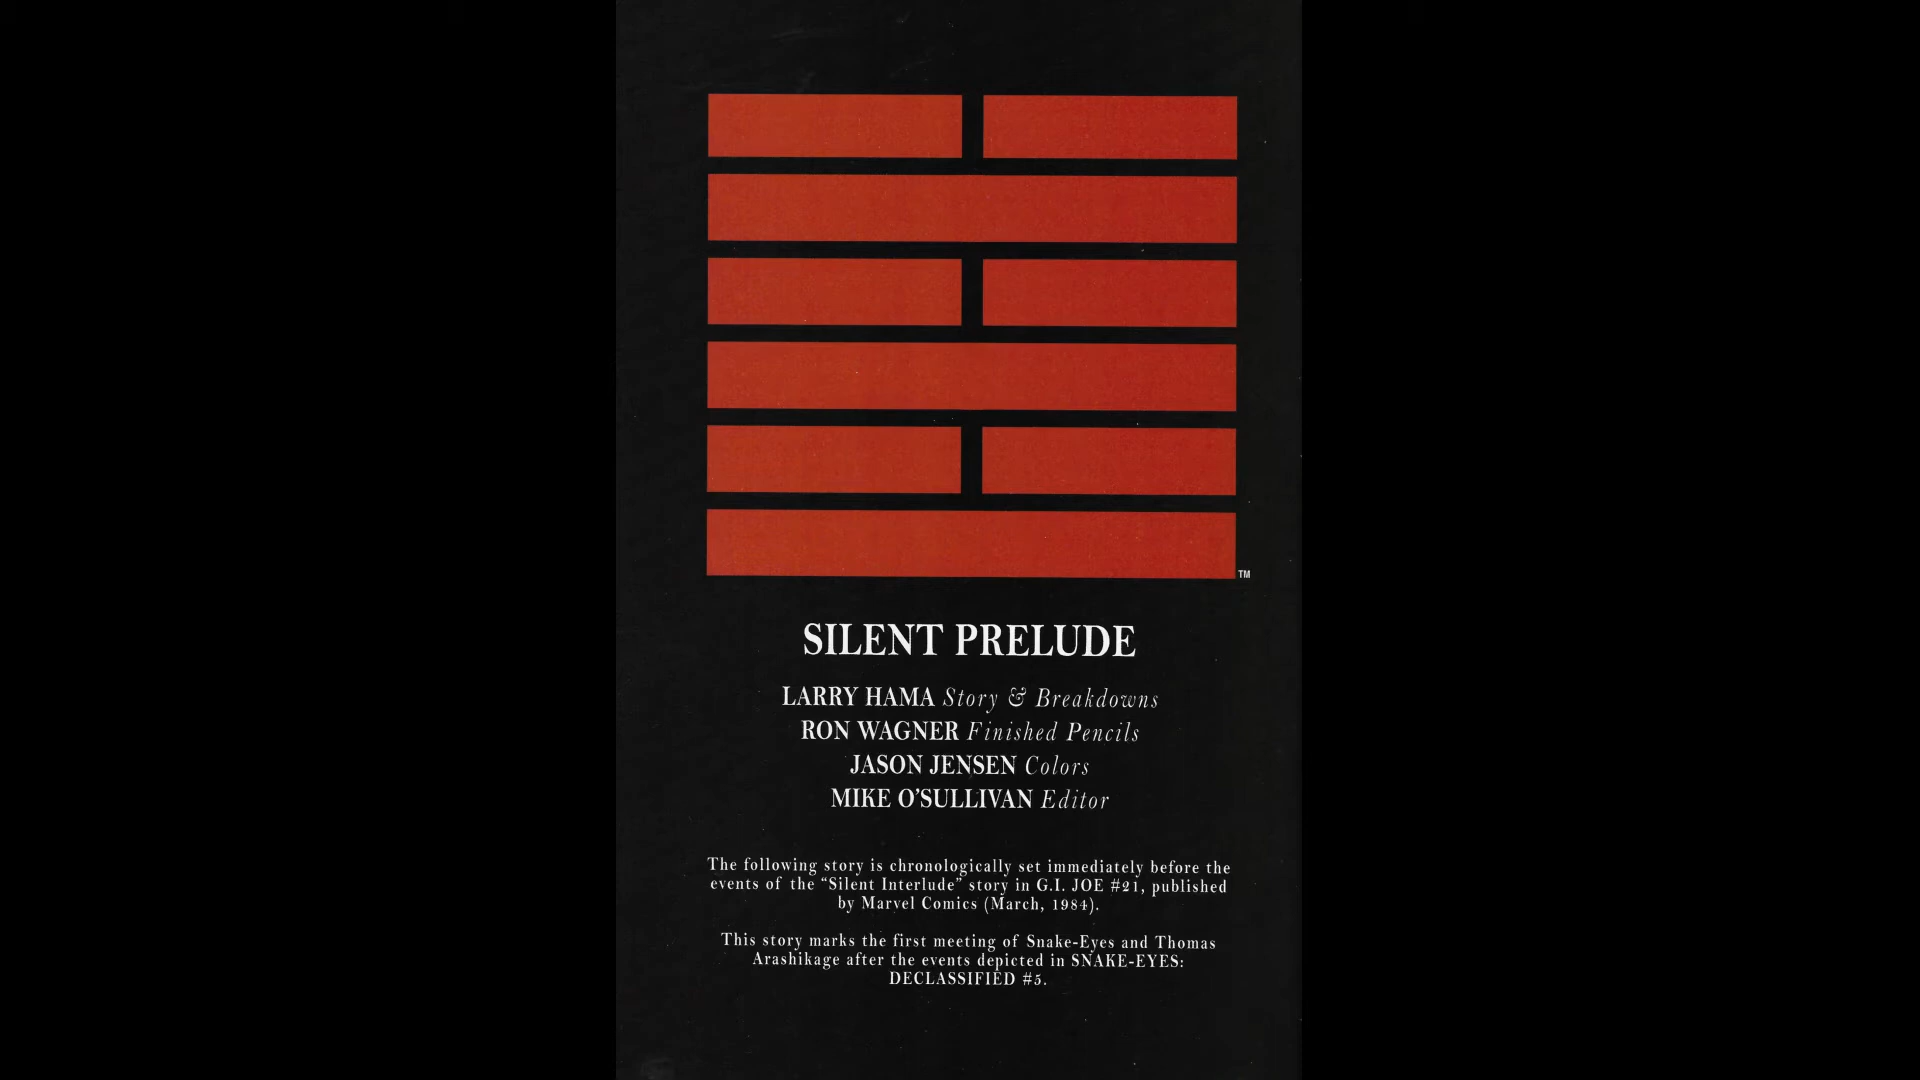 TM
SILENT PRELUDE
LARRY HAMA Story & Breakdowns
RON WAGNER Finished Pencils
JASON JENSEN Colors
MIKE O'SULLIVAN Editor
The following story is chronologically set immediately before the
events of the “Silent Interlude” story in G.I. JOE #21, published
by Marvel Comics (March, 1984).
This story marks the first meeting of Snake-Eyes and Thomas
Arashikage after the events depicted in SNAKE-EYES:
DECLASSIFIED #5.